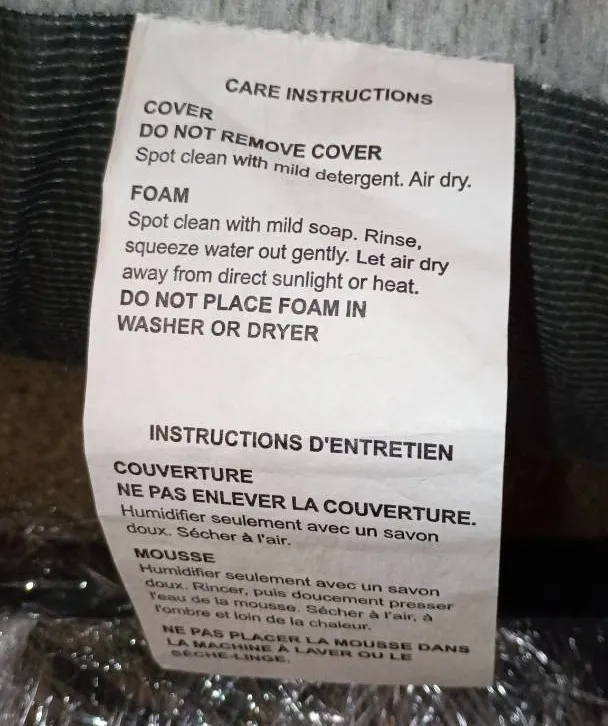 CARE INSTRUCTIONS
COVER
DO NOT REMOVE COVER
Spot clean with mild detergent. Air dry.
FOAM
Spot clean with mild soap. Rinse,
squeeze water out gently. Let air dry
away from direct sunlight or heat.
DO NOT PLACE FOAM IN
WASHER OR DRYER
INSTRUCTIONS D'ENTRETIEN
COUVERTURE
NE PAS ENLEVER LA COUVERTURE.
Humidifier seulement avec un savon
doux. Sécher à l'air.
MOUSSE
Humidifier seulement avec un savon
doux. Rincer, puis doucement presser
l'eau de la mousse. Sécher à l'air, à
l'ombre et loin de la chaleur.
NE PAS PLACER LA MOUSSE DANS
LA MACHINE À LAVER OU LE
SÈCHE-LINGE.